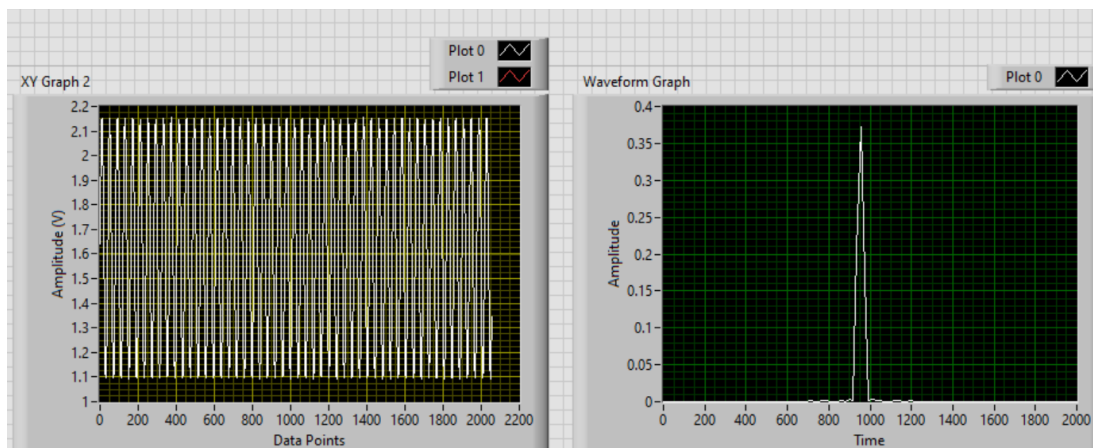 Plot 0
Plot 1
XY Graph 2
2.2
2.1
2
1.9
1.8
1.7
1.6
1.5
1.4
1.3
1.2
1.1
1
Amplitude (V)
0 200 400 600 800 1000 1200 1400 1600 1800 2000 2200
Data Points
Plot 0
Waveform Graph
0.4
0.35
0.3
0.25
0.2
0.15
0.1
0.05
0
Amplitude
0 200 400 600 800 1000 1200 1400 1600 1800 2000
Time